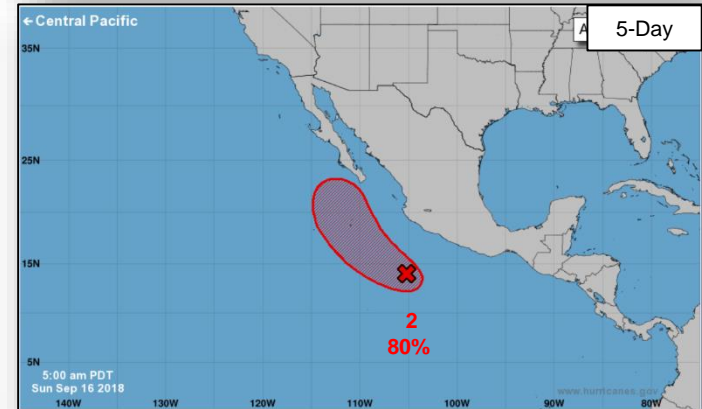 ←Central Pacific
5-Day
A
35N
25N
15N
2
80%
5N
5:00 am PDT
Sun Sep 16 2018
www.hurricanes.gov
140W 130W 120W 110W 100W 90W 80W